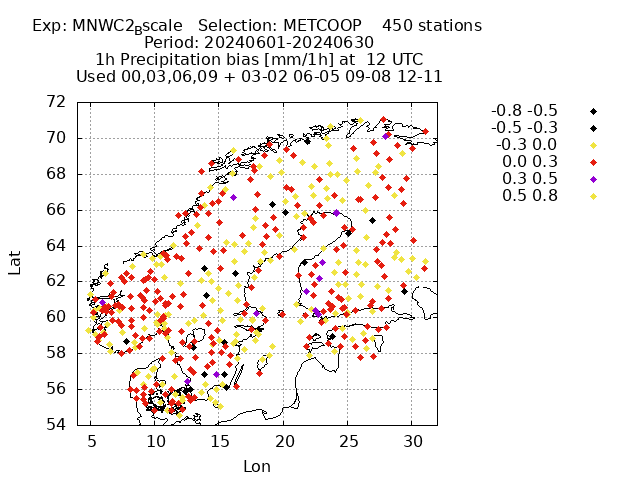 Exp: MNWC2_Bscale   Selection: METCOOP    450 stations
Period: 20240601-20240630
1h Precipitation bias [mm/1h] at  12 UTC
Used 00,03,06,09 + 03-02 06-05 09-08 12-11
-0.8 -0.5
-0.5 -0.3
-0.3 0.0
0.0 0.3
0.3 0.5
0.5 0.8
72
70
68
66
64
62
60
58
56
54
Lat
5 10 15 20 25 30
Lon